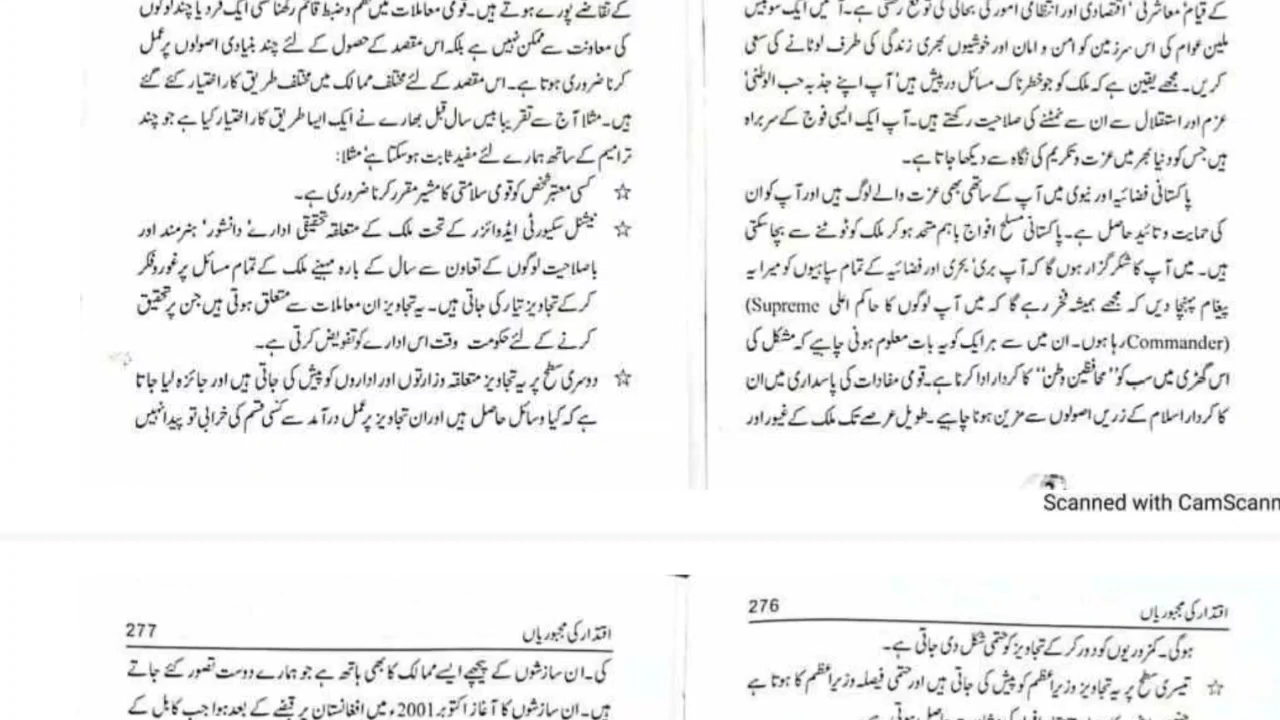 کے قیام' معاشرتی' اقتصادی اور انتظامی امور کی بحالی کی توقع رکھتی ہے۔ آئیں ایک سو بیس
ملین عوام کی اس سرزمین کو امن و امان اور خوشیوں بھری زندگی کی طرف لوٹانے کی سعی
کریں۔ مجھے یقین ہے کہ ملک کو جو خطرناک مسائل درپیش ہیں' آپ اپنے جذبہ حب الوطنی'
عزم اور استقلال سے ان سے نمٹنے کی صلاحیت رکھتے ہیں۔ آپ ایک ایسی فوج کے سربراہ
ہیں جس کو دنیا بھر میں عزت و تکریم کی نگاہ سے دیکھا جاتا ہے۔
پاکستانی فضائیہ اور نیوی میں آپ کے ساتھی بھی عزت والے لوگ ہیں اور آپ کو ان
کی حمایت و تائید حاصل ہے۔ پاکستانی مسلح افواج باہم متحد ہو کر ملک کو ٹوٹنے سے بچا سکتی
ہیں۔ میں آپ کا شکر گزار ہوں گا کہ آپ بری' بحری اور فضائیہ کے تمام سپاہیوں کو میرا یہ
پیغام پہنچا دیں کہ مجھے ہمیشہ فخر رہے گا کہ میں آپ لوگوں کا حاکم اعلیٰ (Supreme
Commander) رہا ہوں۔ ان میں سے ہر ایک کو یہ بات معلوم ہونی چاہیے کہ مشکل کی
اس گھڑی میں سب کو "محافظین وطن" کا کردار ادا کرنا ہے۔ قومی مفادات کی پاسداری میں ان
کا کردار اسلام کے زریں اصولوں سے مزین ہونا چاہیے۔ طویل عرصے تک ملک کے غیور اور
کے تقاضے پورے ہوتے ہیں۔ قومی معاملات میں نظم و ضبط قائم رکھنا کسی ایک فرد یا چند لوگوں
کی معاونت سے ممکن نہیں ہے بلکہ اس مقصد کے حصول کے لئے چند بنیادی اصولوں پر عمل
کرنا ضروری ہوتا ہے۔ اس مقصد کے لئے مختلف ممالک میں مختلف طریق کار اختیار کئے گئے
ہیں۔ مثلا آج سے تقریبا بیس سال قبل بھارت نے ایک ایسا طریق کار اختیار کیا ہے جو چند
ترامیم کے ساتھ ہمارے لئے مفید ثابت ہو سکتا ہے' مثلا:
☆ کسی معتبر شخص کو قومی سلامتی کا مشیر مقرر کرنا ضروری ہے۔
☆ نیشنل سکیورٹی ایڈوائزر کے تحت ملک کے متعلقہ تحقیقی ادارے' دانشور' ہنرمند اور
باصلاحیت لوگوں کے تعاون سے سال کے بارہ مہینے ملک کے تمام مسائل پر غور و فکر
کر کے تجاویز تیار کی جاتی ہیں۔ یہ تجاویز ان معاملات سے متعلق ہوتی ہیں جن پر تحقیق
کرنے کے لئے حکومت وقت اس ادارے کو تفویض کرتی ہے۔
☆ دوسری سطح پر یہ تجاویز متعلقہ وزارتوں اور اداروں کو پیش کی جاتی ہیں اور جائزہ لیا جاتا
ہے کہ کیا وسائل حاصل ہیں اور ان تجاویز پر عمل درآمد سے کسی قسم کی خرابی تو پیدا نہیں
Scanned with CamScann
276 اقتدار کی مجبوریاں
ہوگی۔ کمزوریوں کو دور کر کے تجاویز کو حتمی شکل دی جاتی ہے۔
☆ تیسری سطح پر یہ تجاویز وزیراعظم کو پیش کی جاتی ہیں اور حتمی فیصلہ وزیراعظم کا ہوتا ہے
حاصل ہوتی ہے۔
277 اقتدار کی مجبوریاں
کی۔ ان سازشوں کے پیچھے ایسے ممالک کا بھی ہاتھ ہے جو ہمارے دوست تصور کئے جاتے
ہیں۔ ان سازشوں کا آغاز اکتوبر 2001ء میں افغانستان پر قبضے کے بعد ہوا جب کابل کے